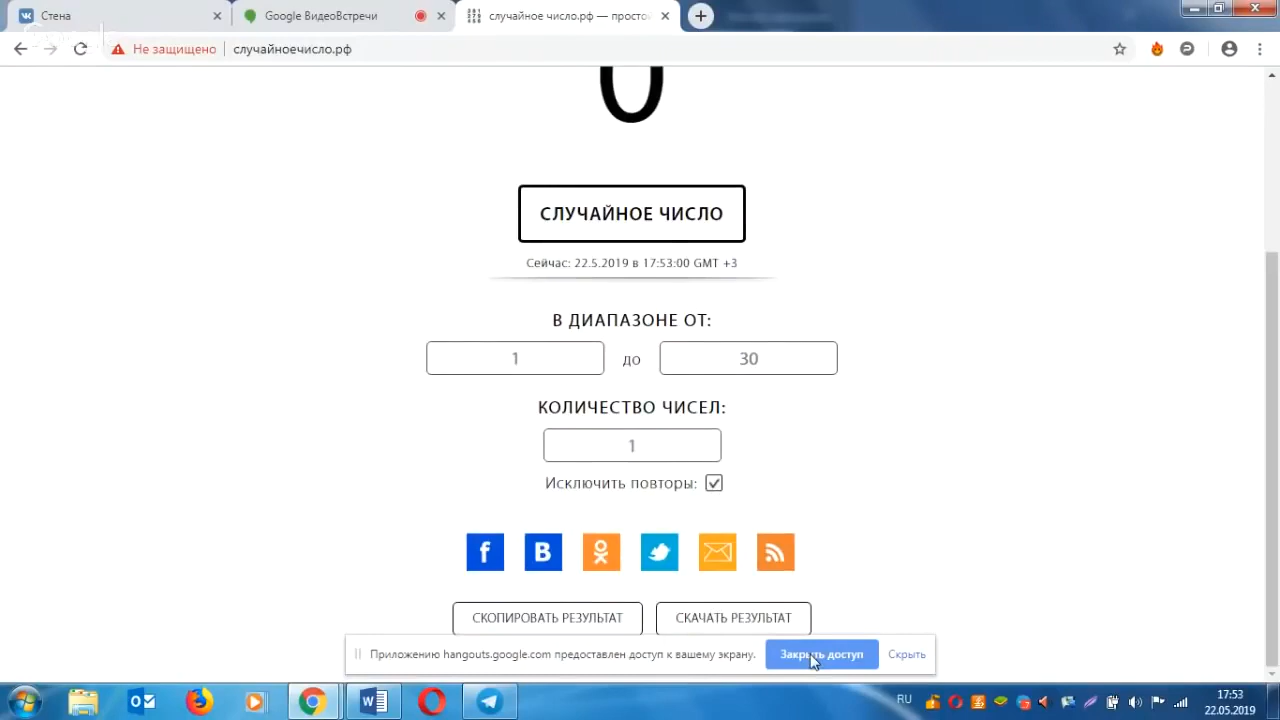 Стена
Google ВидеоВстречи
случайное число.рф — просто
Не защищено
случайноечисло.рф
0
СЛУЧАЙНОЕ ЧИСЛО
Сейчас: 22.5.2019 в 17:53:00 GMT +3
В ДИАПАЗОНЕ ОТ:
1 до 30
КОЛИЧЕСТВО ЧИСЕЛ:
1
Исключить повторы:
СКОПИРОВАТЬ РЕЗУЛЬТАТ
СКАЧАТЬ РЕЗУЛЬТАТ
Приложению hangouts.google.com предоставлен доступ к вашему экрану.
Закрыть доступ
Скрыть
RU
17:53
22.05.2019